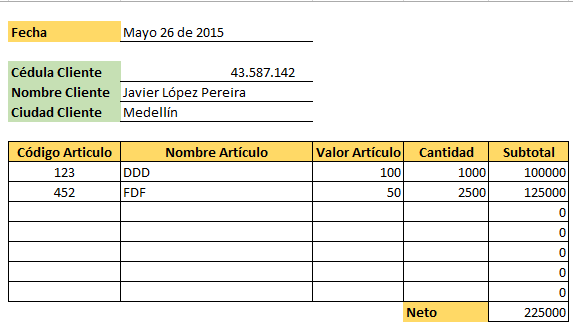 Fecha Mayo 26 de 2015
Cédula Cliente 43.587.142
Nombre Cliente Javier López Pereira
Ciudad Cliente Medellín
Código Articulo Nombre Artículo Valor Artículo Cantidad Subtotal
123 DDD 100 1000 100000
452 FDF 50 2500 125000
0
0
0
0
0
Neto 225000